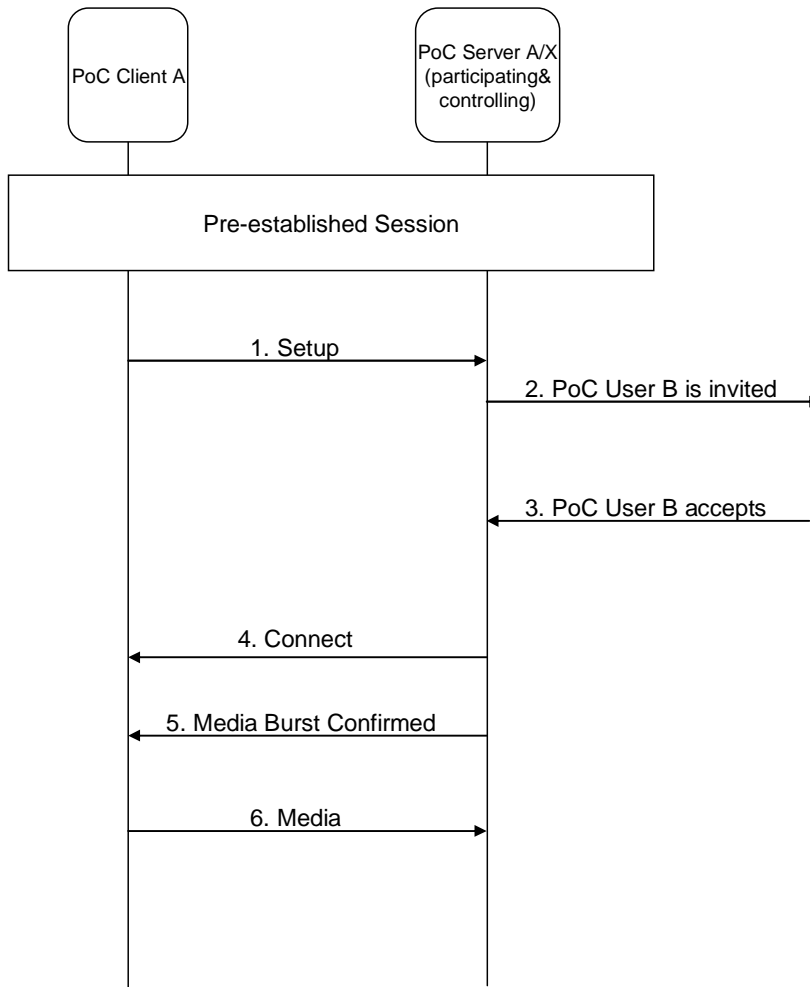 PoC Client A
PoC Server A/X
(participating&
controlling)
Pre-established Session
1. Setup
2. PoC User B is invited
3. PoC User B accepts
4. Connect
5. Media Burst Confirmed
6. Media